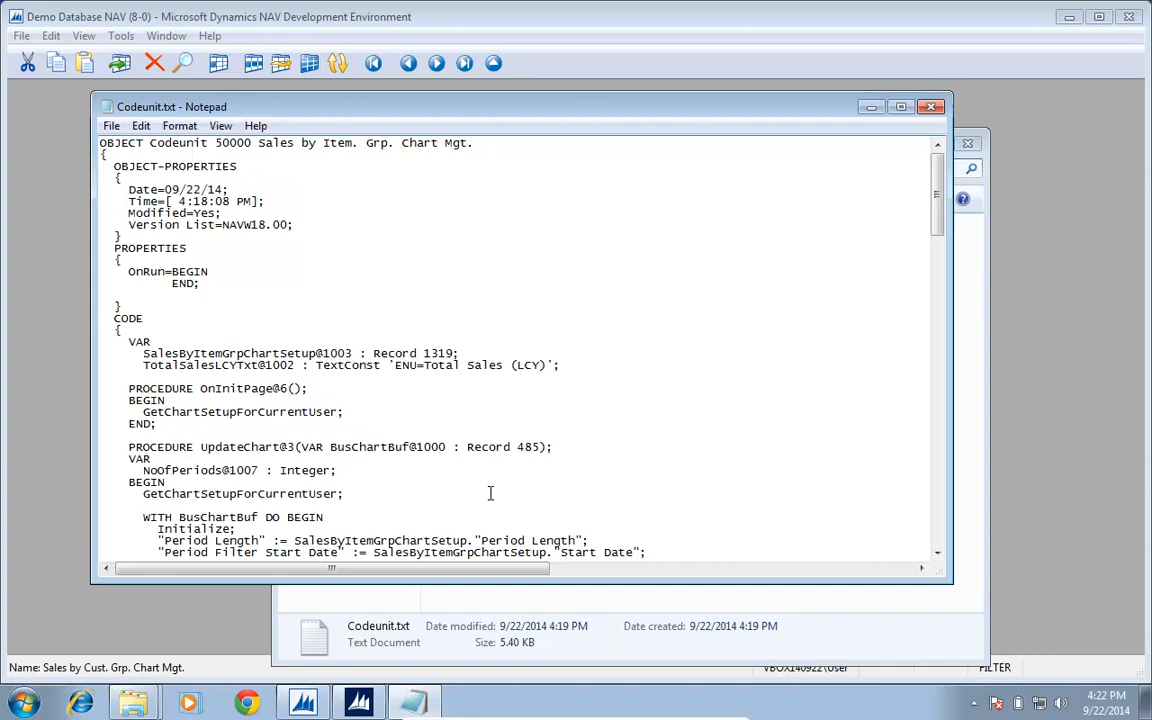 Demo Database NAV (8-0) - Microsoft Dynamics NAV Development Environment
File Edit View Tools Window Help
Codeunit.txt - Notepad
File Edit Format View Help
OBJECT Codeunit 50000 Sales by Item. Grp. Chart Mgt.
{
OBJECT-PROPERTIES
{
Date=09/22/14;
Time=[ 4:18:08 PM];
Modified=Yes;
Version List=NAVW18.00;
}
PROPERTIES
{
OnRun=BEGIN
END;
}
CODE
{
VAR
SalesByItemGrpChartSetup@1003 : Record 1319;
TotalSalesLCYTxt@1002 : TextConst 'ENU=Total Sales (LCY)';
PROCEDURE OnInitPage@6();
BEGIN
GetChartSetupForCurrentUser;
END;
PROCEDURE UpdateChart@3(VAR BusChartBuf@1000 : Record 485);
VAR
NoOfPeriods@1007 : Integer;
BEGIN
GetChartSetupForCurrentUser;
WITH BusChartBuf DO BEGIN
Initialize;
"Period Length" := SalesByItemGrpChartSetup."Period Length";
"Period Filter Start Date" := SalesByItemGrpChartSetup."Start Date";
Codeunit.txt Date modified: 9/22/2014 4:19 PM Date created: 9/22/2014 4:19 PM
Text Document Size: 5.40 KB
Name: Sales by Cust. Grp. Chart Mgt. VBOX140922\User FILTER
4:22 PM
9/22/2014